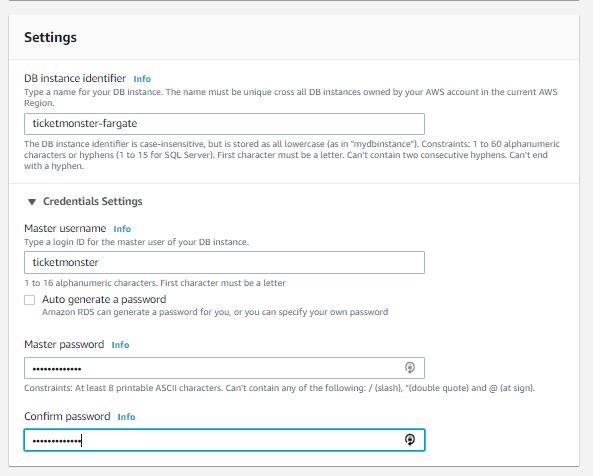 Settings
DB instance identifier Info
Type a name for your DB instance. The name must be unique cross all DB instances owned by your AWS account in the current AWS
Region.
ticketmonster-fargate
The DB instance identifier is case-insensitive, but is stored as all lowercase (as in "mydbinstance"). Constraints: 1 to 60 alphanumeric
characters or hyphens (1 to 15 for SQL Server). First character must be a letter. Can't contain two consecutive hyphens. Can't end
with a hyphen.
▼ Credentials Settings
Master username Info
Type a login ID for the master user of your DB instance.
ticketmonster
1 to 16 alphanumeric characters. First character must be a letter
Auto generate a password
Amazon RDS can generate a password for you, or you can specify your own password
Master password Info
•••••••••••••
Constraints: At least 8 printable ASCII characters. Can't contain any of the following: / (slash), "(double quote) and @ (at sign).
Confirm password Info
•••••••••••••